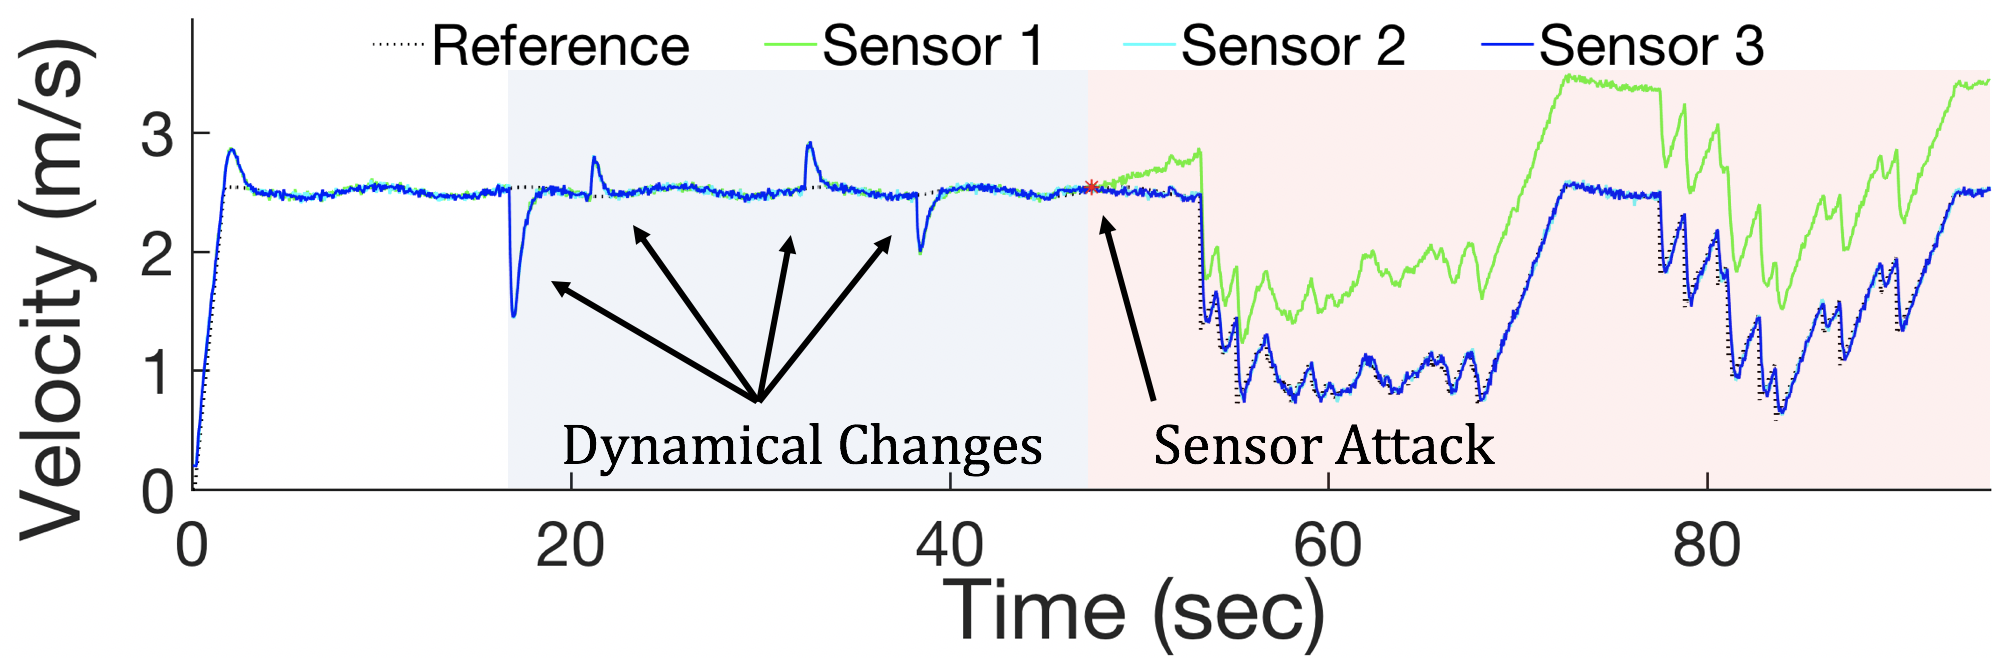 Reference Sensor 1 Sensor 2 Sensor 3
Velocity (m/s)
3
2
1
0
Dynamical Changes
Sensor Attack
0 20 40 60 80
Time (sec)